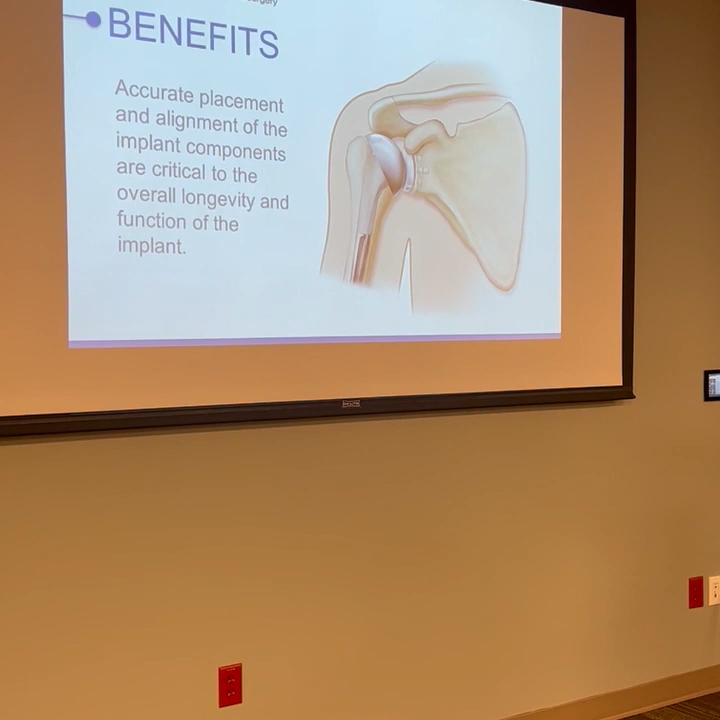 surgery
BENEFITS
Accurate placement
and alignment of the
implant components
are critical to the
overall longevity and
function of the
implant.